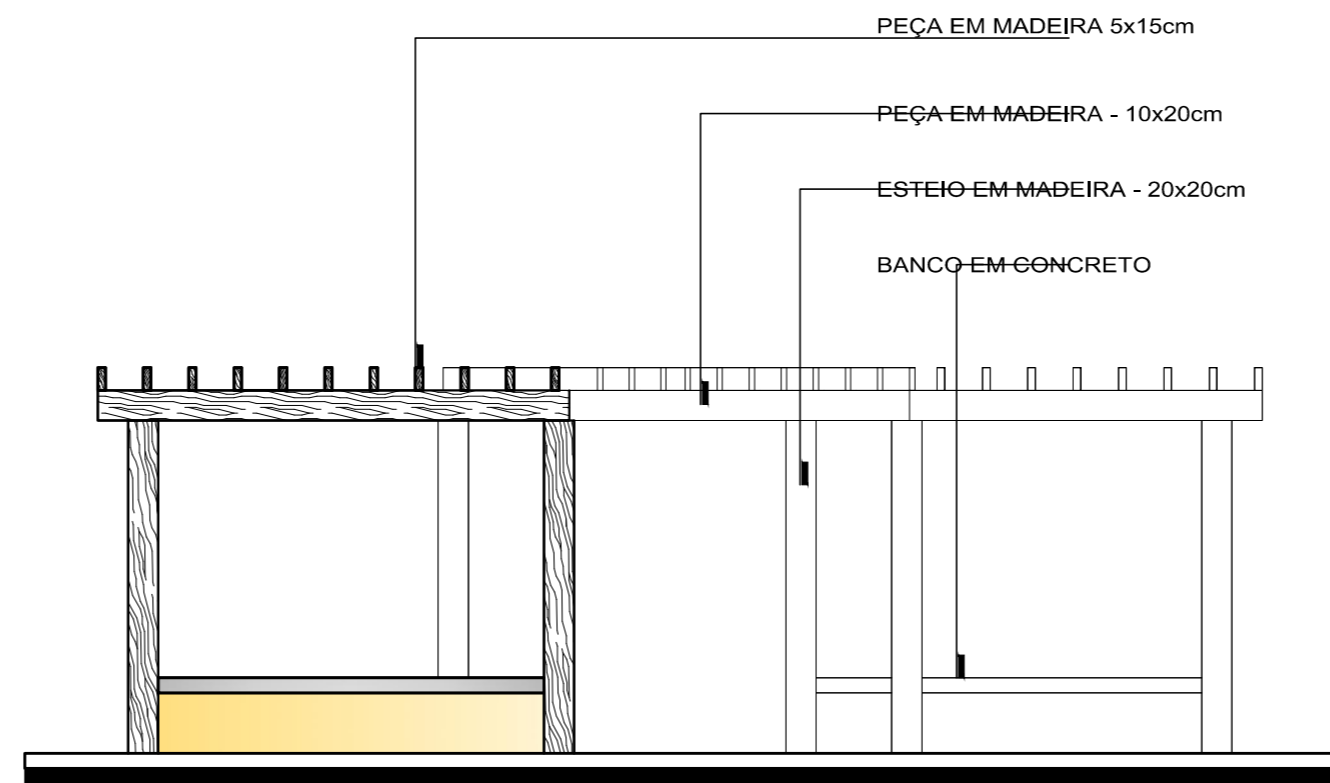 PEÇA EM MADEIRA 5x15cm
PEÇA EM MADEIRA - 10x20cm
ESTEIO EM MADEIRA - 20x20cm
BANCO EM CONCRETO